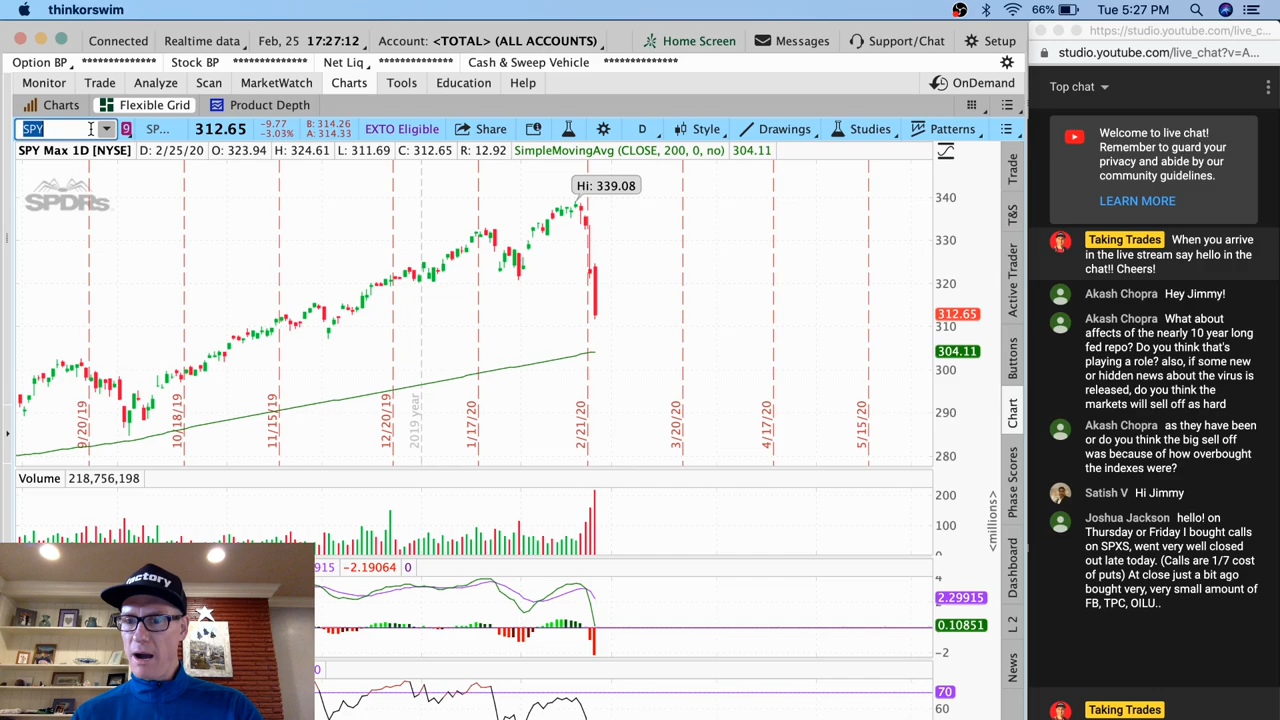 thinkorswim
66%
Tue 5:27 PM
Connected
Realtime data
Feb, 25
17:27:12
Account: <TOTAL> (ALL ACCOUNTS)
Home Screen
Messages
Support/Chat
Setup
Option BP
**************
Stock BP
**************
Net Liq
**************
Cash & Sweep Vehicle
**************
Monitor
Trade
Analyze
Scan
MarketWatch
Charts
Tools
Education
Help
OnDemand
Charts
Flexible Grid
Product Depth
SPY
9
SP...
312.65
-9.77
-3.03%
B: 314.26
A: 314.33
EXTO Eligible
Share
D
Style
Drawings
Studies
Patterns
SPY Max 1D [NYSE]
D: 2/25/20
O: 323.94
H: 324.61
L: 311.69
C: 312.65
R: 12.92
SimpleMovingAvg (CLOSE, 200, 0, no)
304.11
SPDRs
Hi: 339.08
340
330
320
312.65
310
304.11
300
290
280
9/20/19
10/18/19
11/15/19
12/20/19
2019 year
1/17/20
2/21/20
3/20/20
4/17/20
5/15/20
Volume
218,756,198
200
100
0
<millions>
915
-2.19064
0
4
2.29915
0.10851
-2
0
70
60
Trade
T&S
Active Trader
Buttons
Chart
Phase Scores
Dashboard
L 2
News
https://studio.youtube.com/live_c...
studio.youtube.com/live_chat?v=A...
Top chat
Welcome to live chat!
Remember to guard your
privacy and abide by our
community guidelines.
LEARN MORE
Taking Trades When you arrive
in the live stream say hello in the
chat!! Cheers!
Akash Chopra Hey Jimmy!
Akash Chopra What about
affects of the nearly 10 year long
fed repo? Do you think that's
playing a role? also, if some new
or hidden news about the virus is
released, do you think the
markets will sell off as hard
Akash Chopra as they have been
or do you think the big sell off
was because of how overbought
the indexes were?
Satish V Hi Jimmy
Joshua Jackson hello! on
Thursday or Friday I bought calls
on SPXS, went very well closed
out late today. (Calls are 1/7 cost
of puts) At close just a bit ago
bought very, very small amount of
FB, TPC, OILU..
Taking Trades